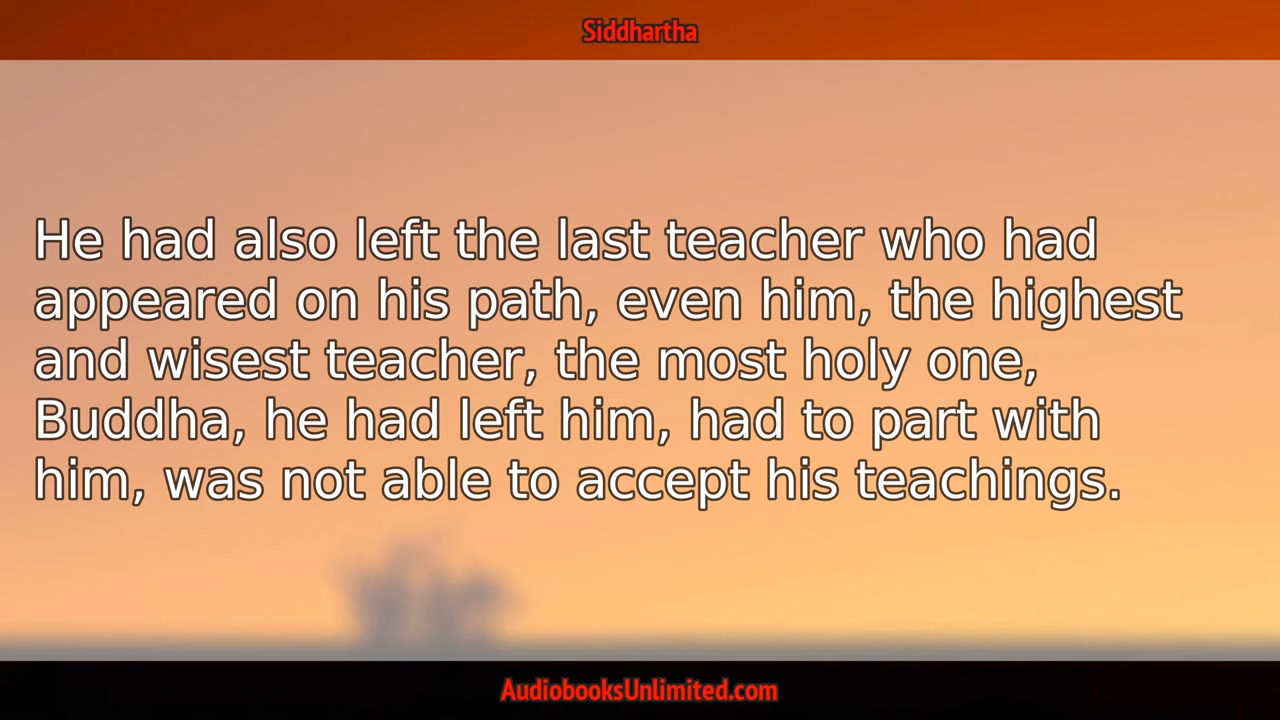 Siddhartha
He had also left the last teacher who had
appeared on his path, even him, the highest
and wisest teacher, the most holy one,
Buddha, he had left him, had to part with
him, was not able to accept his teachings.
AudiobooksUnlimited.com